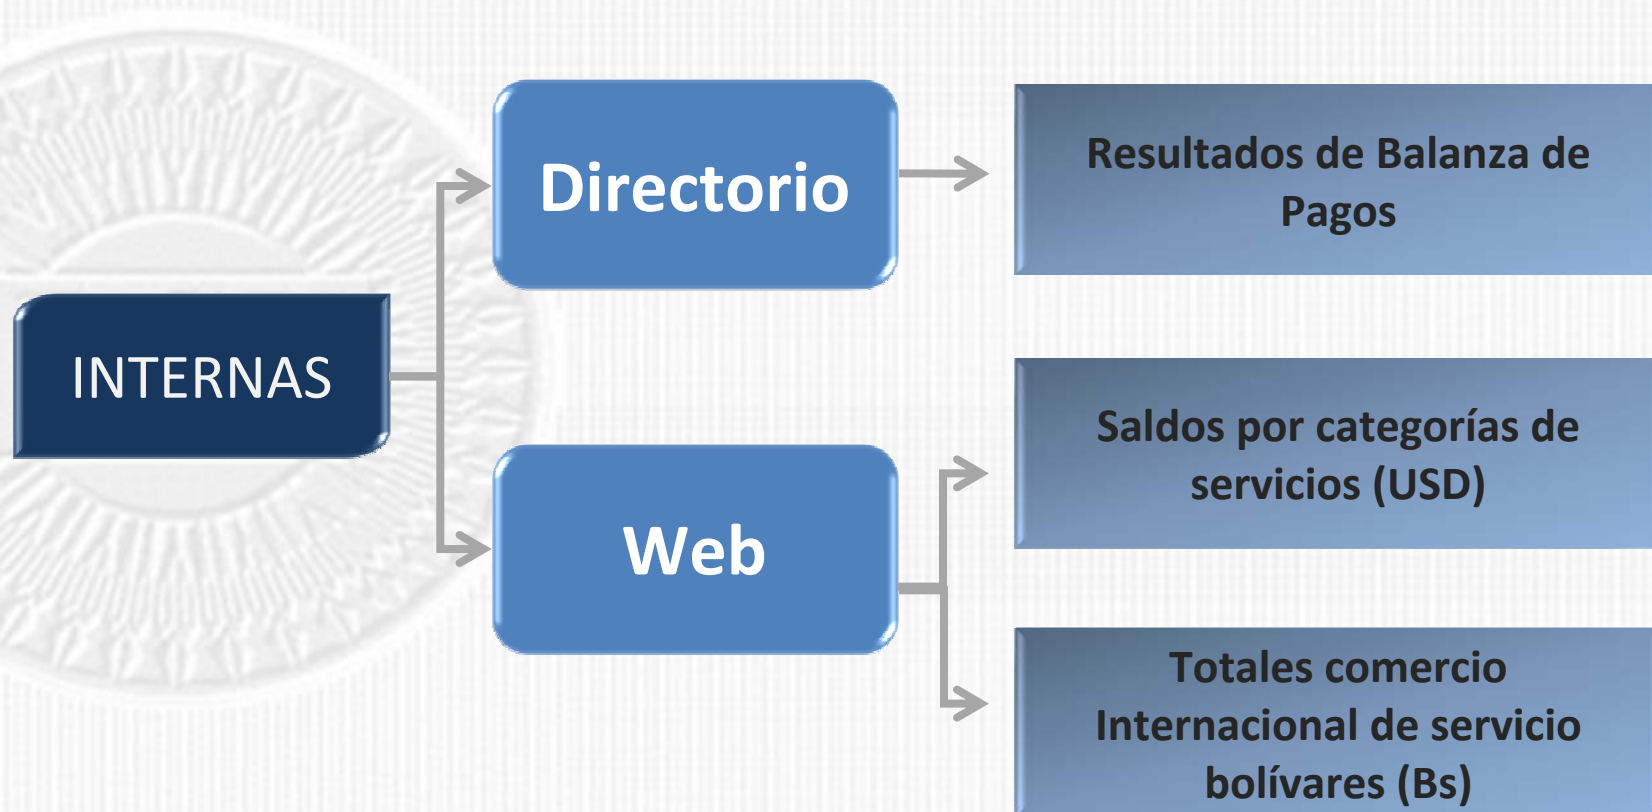 INTERNAS
Directorio
Resultados de Balanza de
Pagos
Web
Saldos por categorías de
servicios (USD)
Totales comercio
Internacional de servicio
bolívares (Bs)